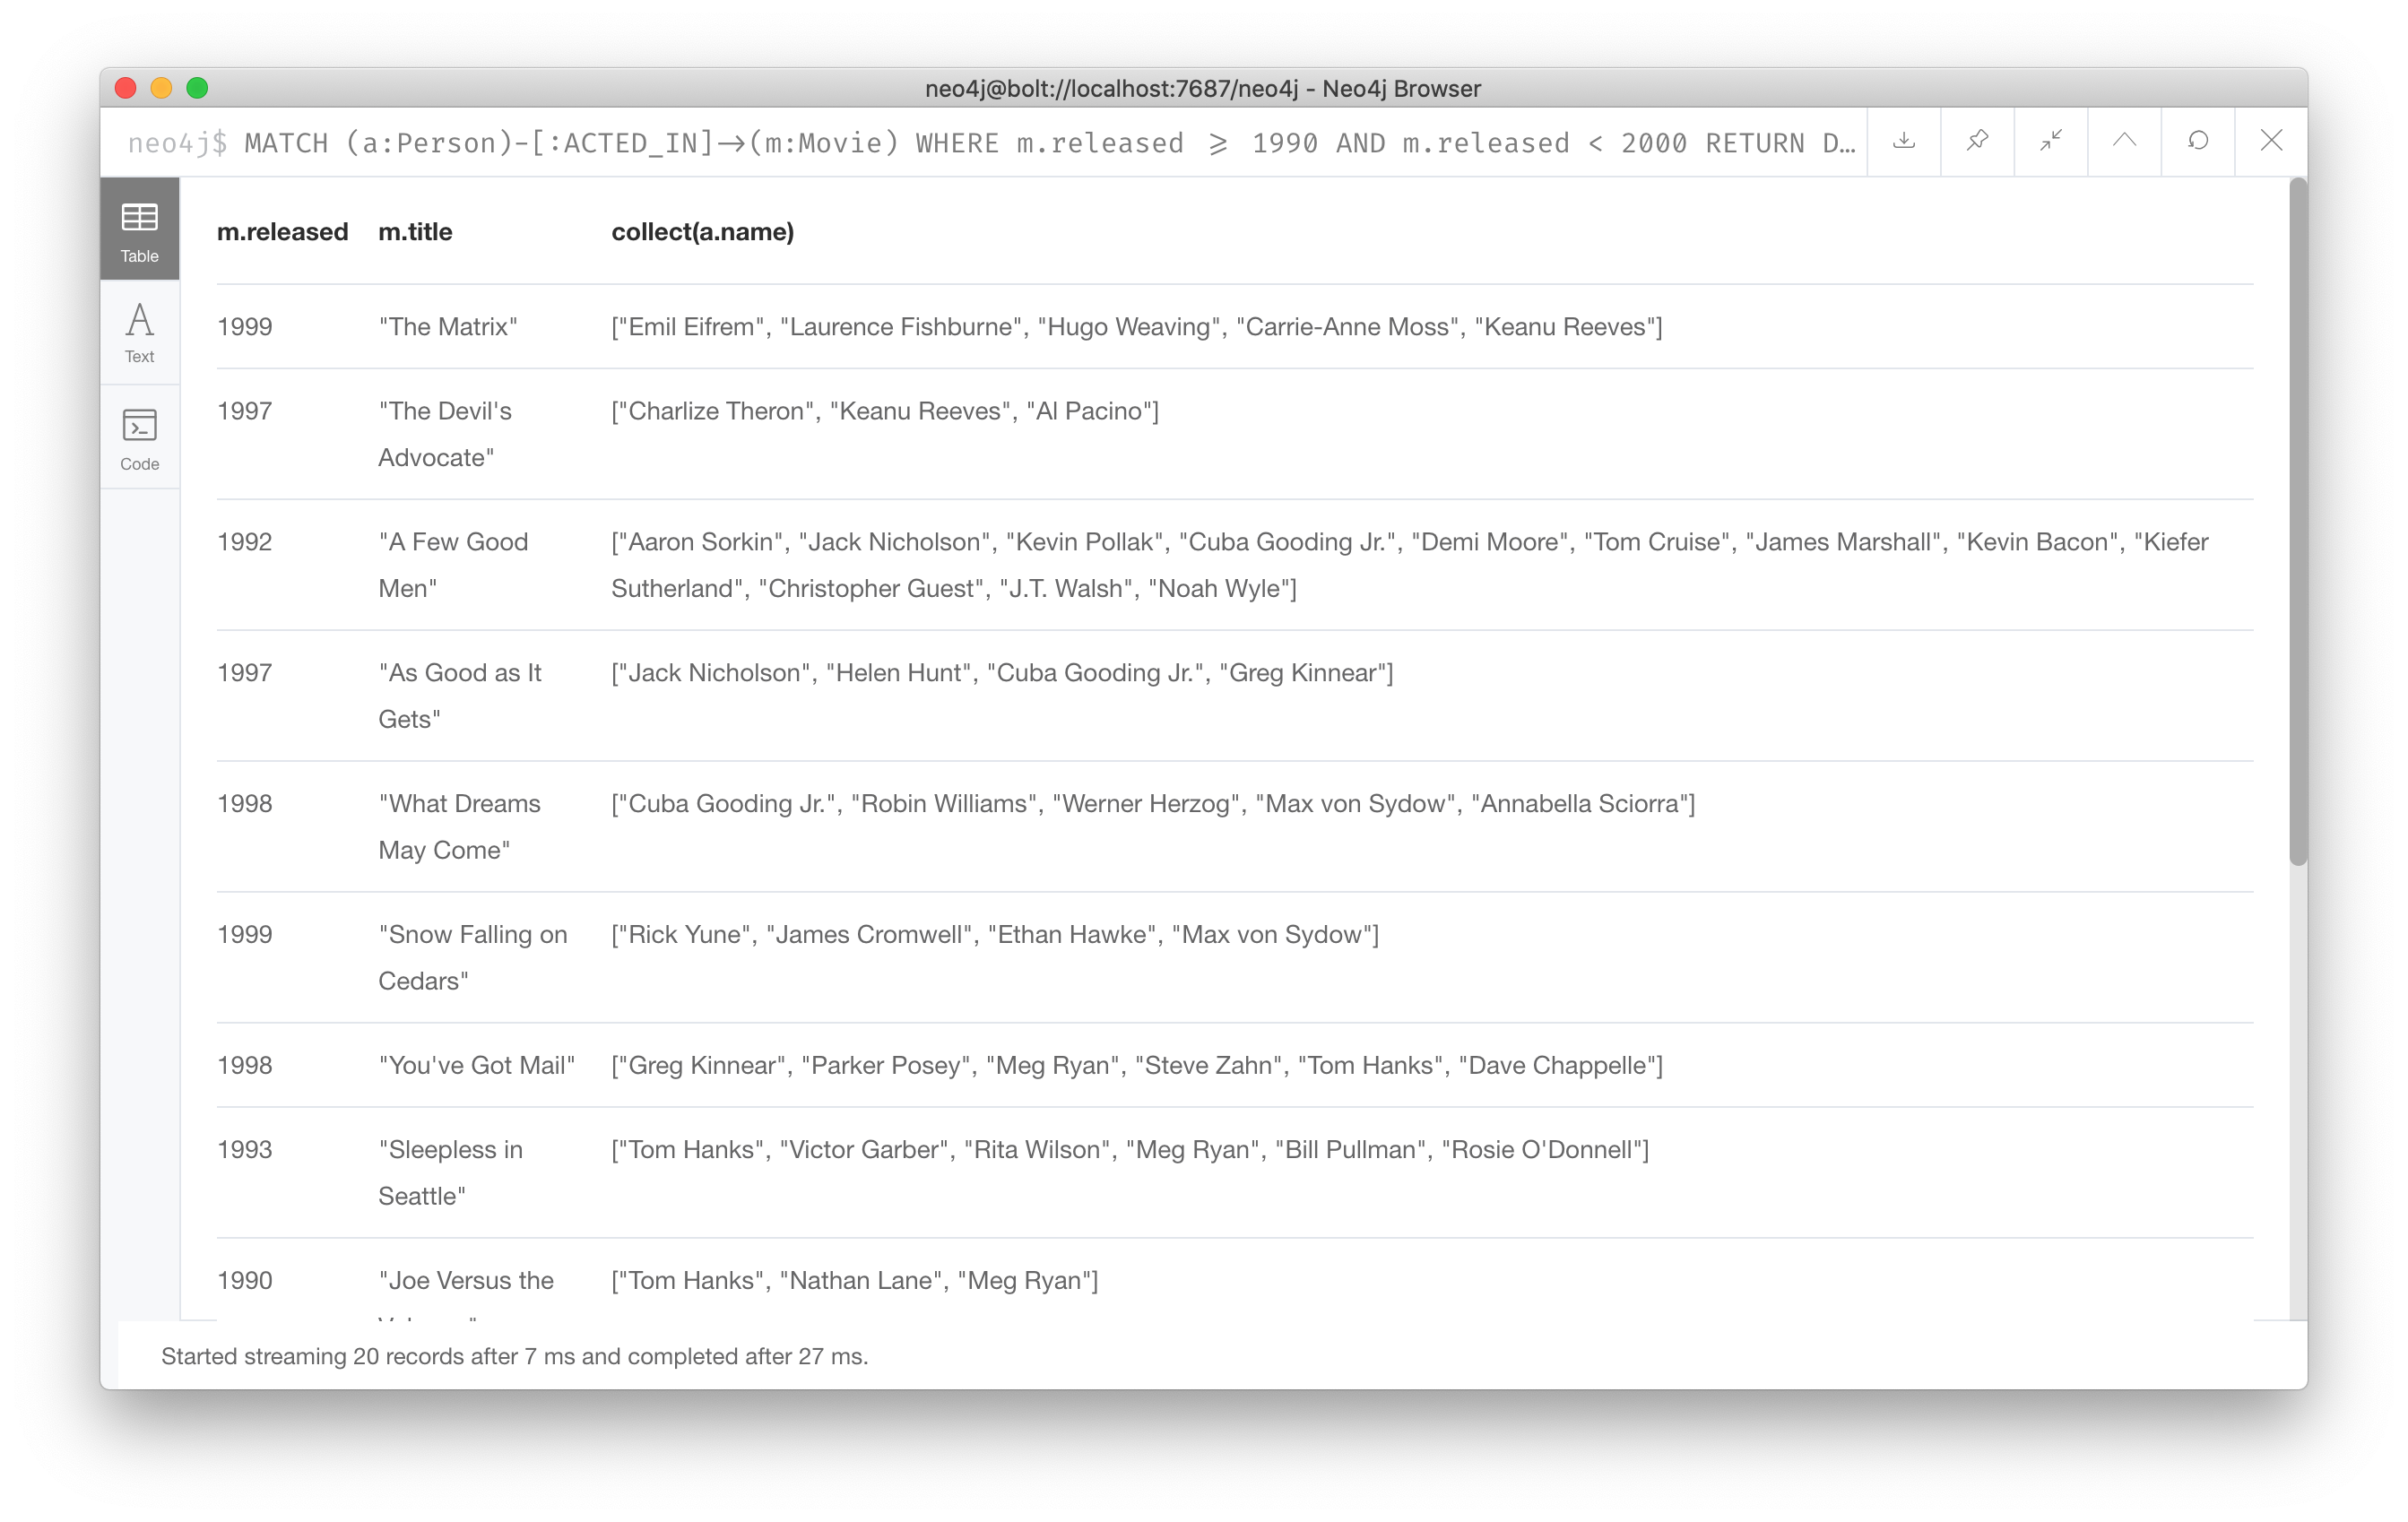 neo4j@bolt://localhost:7687/neo4j - Neo4j Browser
neo4j$ MATCH (a:Person)-[:ACTED_IN]→(m:Movie) WHERE m.released ⩾ 1990 AND m.released < 2000 RETURN D…
Table
Text
Code
m.released m.title collect(a.name)
1999 "The Matrix" ["Emil Eifrem", "Laurence Fishburne", "Hugo Weaving", "Carrie-Anne Moss", "Keanu Reeves"]
1997 "The Devil's ["Charlize Theron", "Keanu Reeves", "Al Pacino"]
Advocate"
1992 "A Few Good ["Aaron Sorkin", "Jack Nicholson", "Kevin Pollak", "Cuba Gooding Jr.", "Demi Moore", "Tom Cruise", "James Marshall", "Kevin Bacon", "Kiefer
Men" Sutherland", "Christopher Guest", "J.T. Walsh", "Noah Wyle"]
1997 "As Good as It ["Jack Nicholson", "Helen Hunt", "Cuba Gooding Jr.", "Greg Kinnear"]
Gets"
1998 "What Dreams ["Cuba Gooding Jr.", "Robin Williams", "Werner Herzog", "Max von Sydow", "Annabella Sciorra"]
May Come"
1999 "Snow Falling on ["Rick Yune", "James Cromwell", "Ethan Hawke", "Max von Sydow"]
Cedars"
1998 "You've Got Mail" ["Greg Kinnear", "Parker Posey", "Meg Ryan", "Steve Zahn", "Tom Hanks", "Dave Chappelle"]
1993 "Sleepless in ["Tom Hanks", "Victor Garber", "Rita Wilson", "Meg Ryan", "Bill Pullman", "Rosie O'Donnell"]
Seattle"
1990 "Joe Versus the ["Tom Hanks", "Nathan Lane", "Meg Ryan"]
Started streaming 20 records after 7 ms and completed after 27 ms.